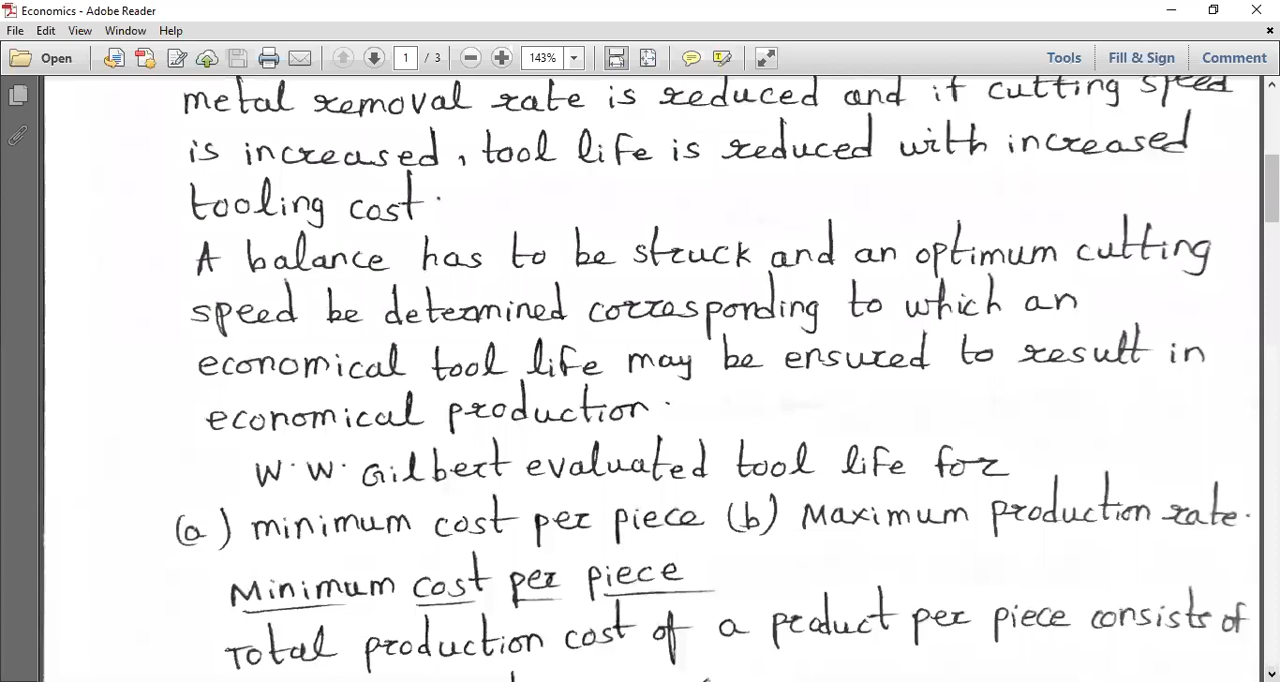 Economics - Adobe Reader
File Edit View Window Help
Open 1 / 3 143% Tools Fill & Sign Comment
metal removal rate is reduced and if cutting speed
is increased, tool life is reduced with increased
tooling cost.
A balance has to be struck and an optimum cutting
speed be determined corresponding to which an
economical tool life may be ensured to result in
economical production.
W. W. Gilbert evaluated tool life for
(a) minimum cost per piece (b) Maximum production rate.
Minimum cost per piece
Total production cost of a product per piece consists of